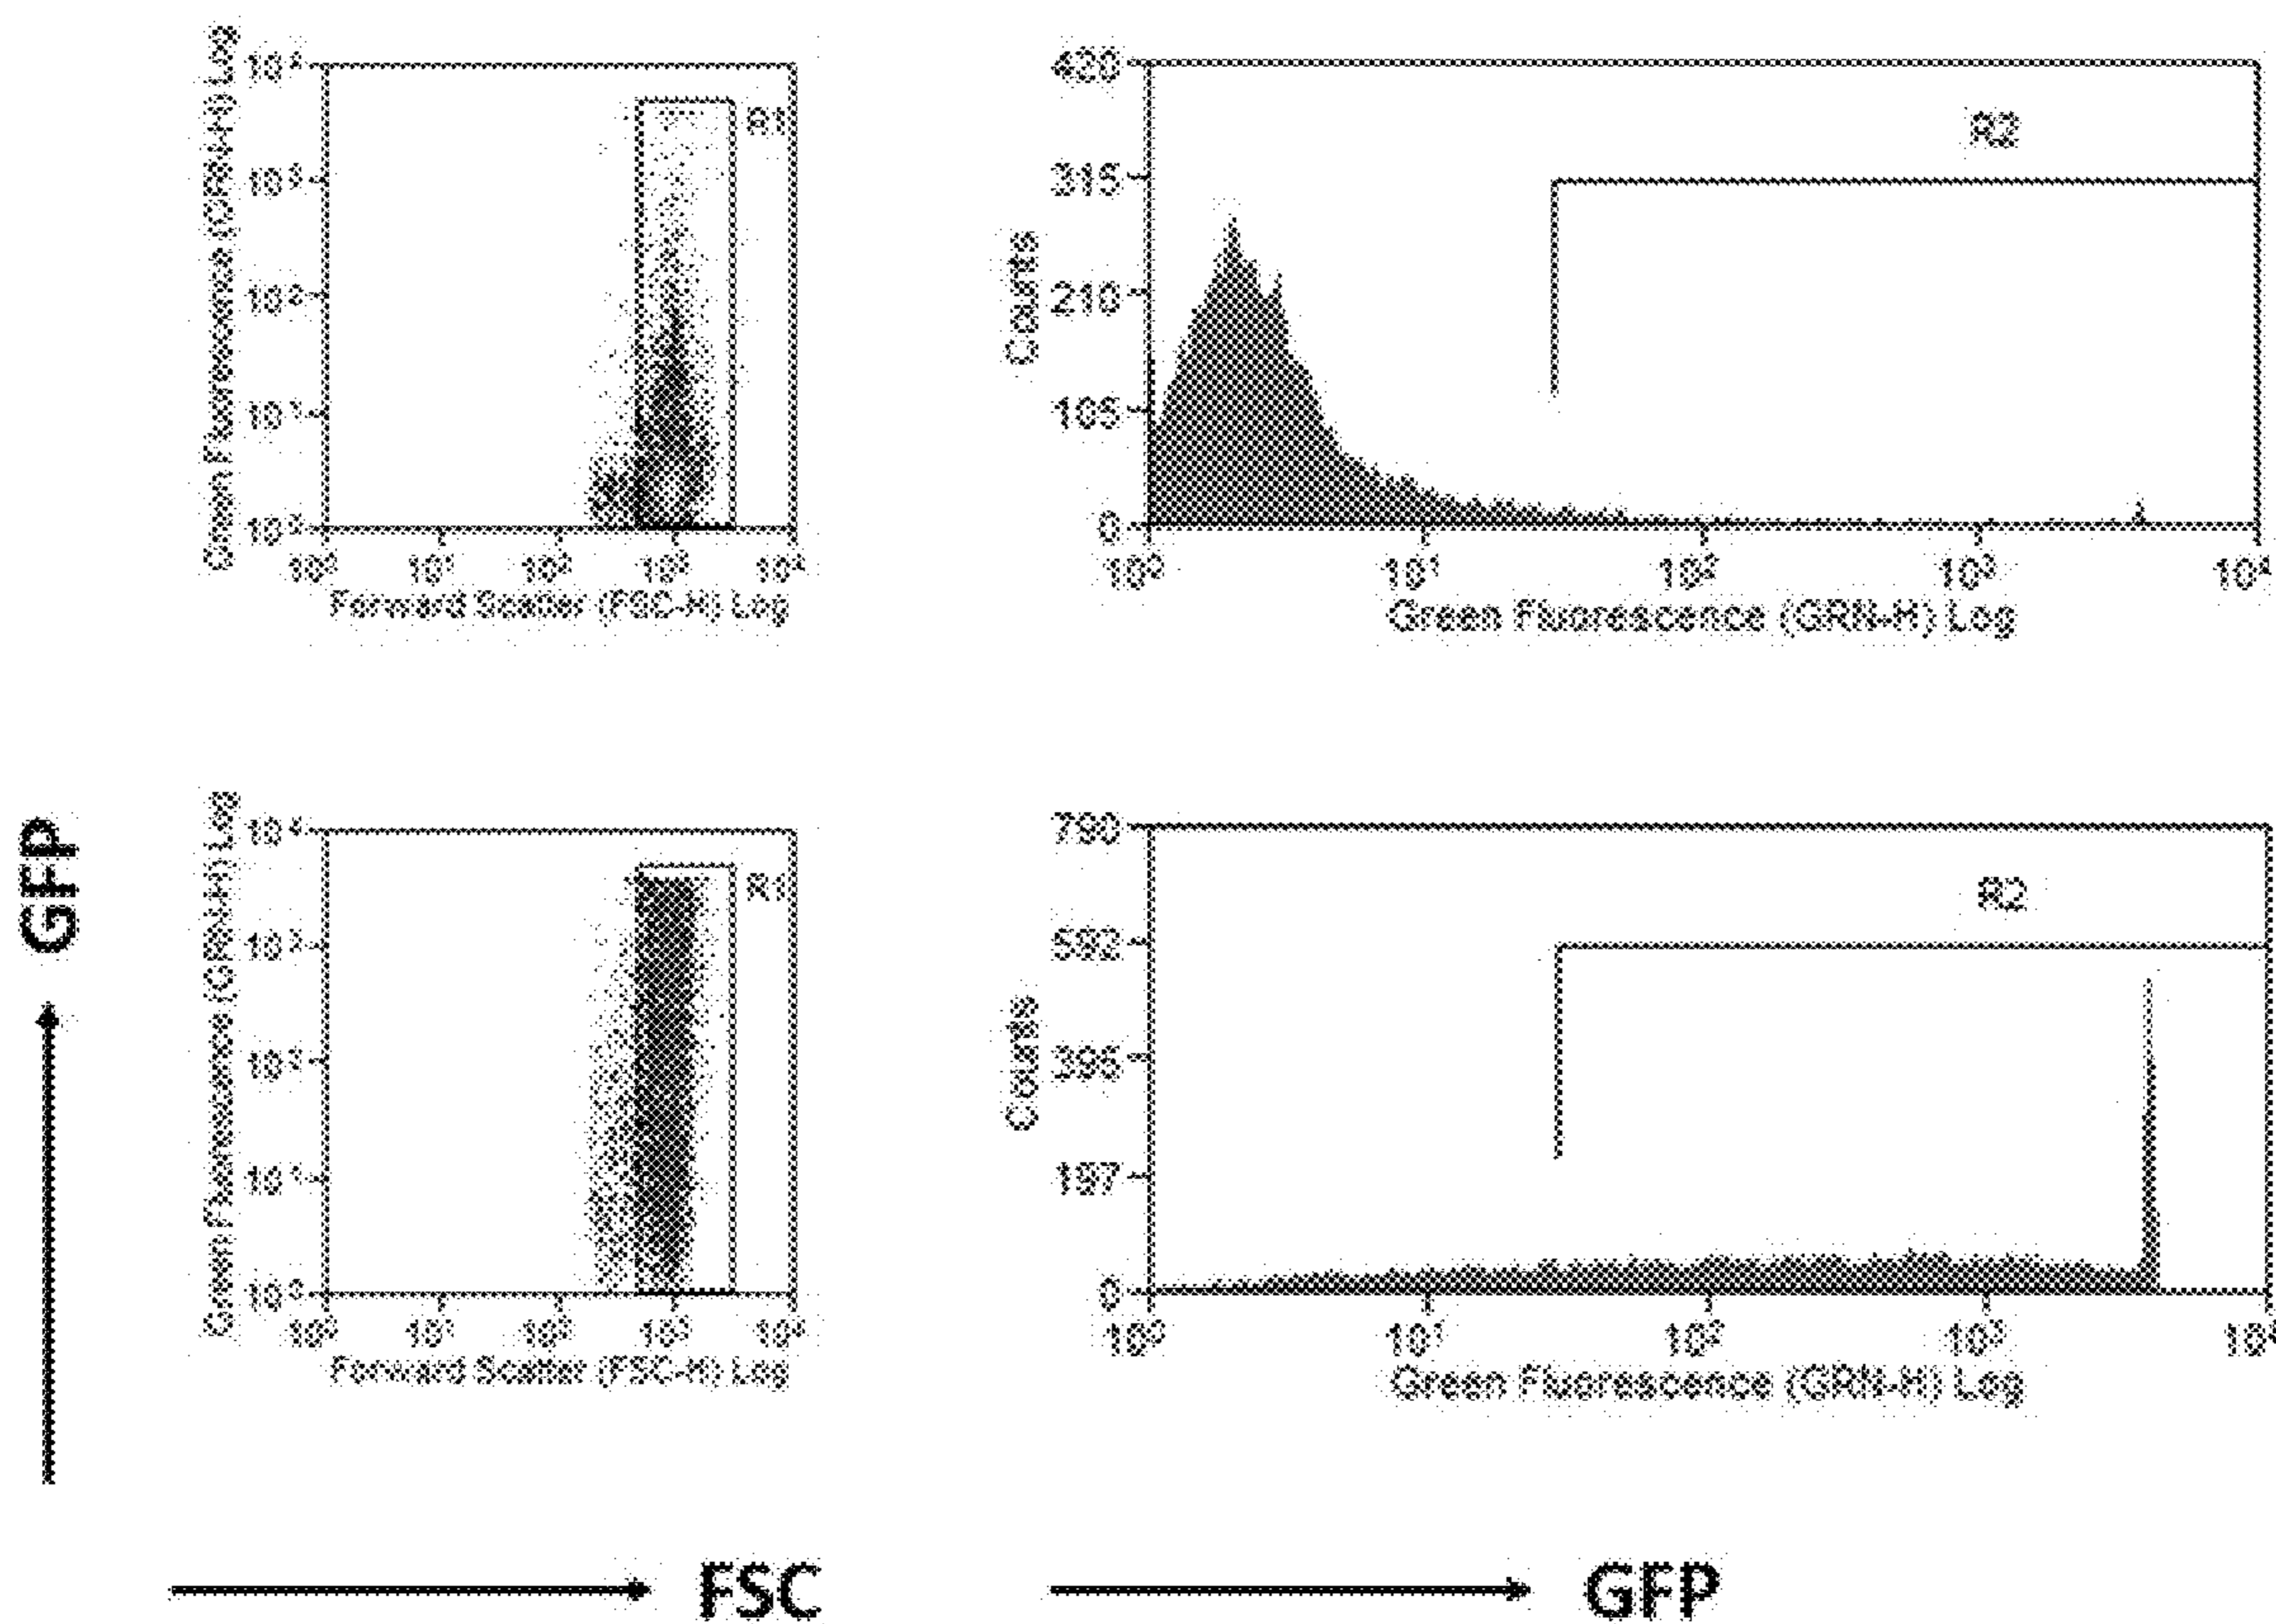 Green Fluorescence (GRN-H) Log
10⁴
10³
10²
10¹
10⁰
R1
10⁰ 10¹ 10² 10³ 10⁴
Forward Scatter (FSC-H) Log
Counts
420
315
210
105
0
R2
10⁰ 10¹ 10² 10³ 10⁴
Green Fluorescence (GRN-H) Log
GFP
Green Fluorescence (GRN-H) Log
10⁴
10³
10²
10¹
10⁰
R1
10⁰ 10¹ 10² 10³ 10⁴
Forward Scatter (FSC-H) Log
Counts
790
592
395
197
0
R2
10⁰ 10¹ 10² 10³ 10⁴
Green Fluorescence (GRN-H) Log
FSC
GFP